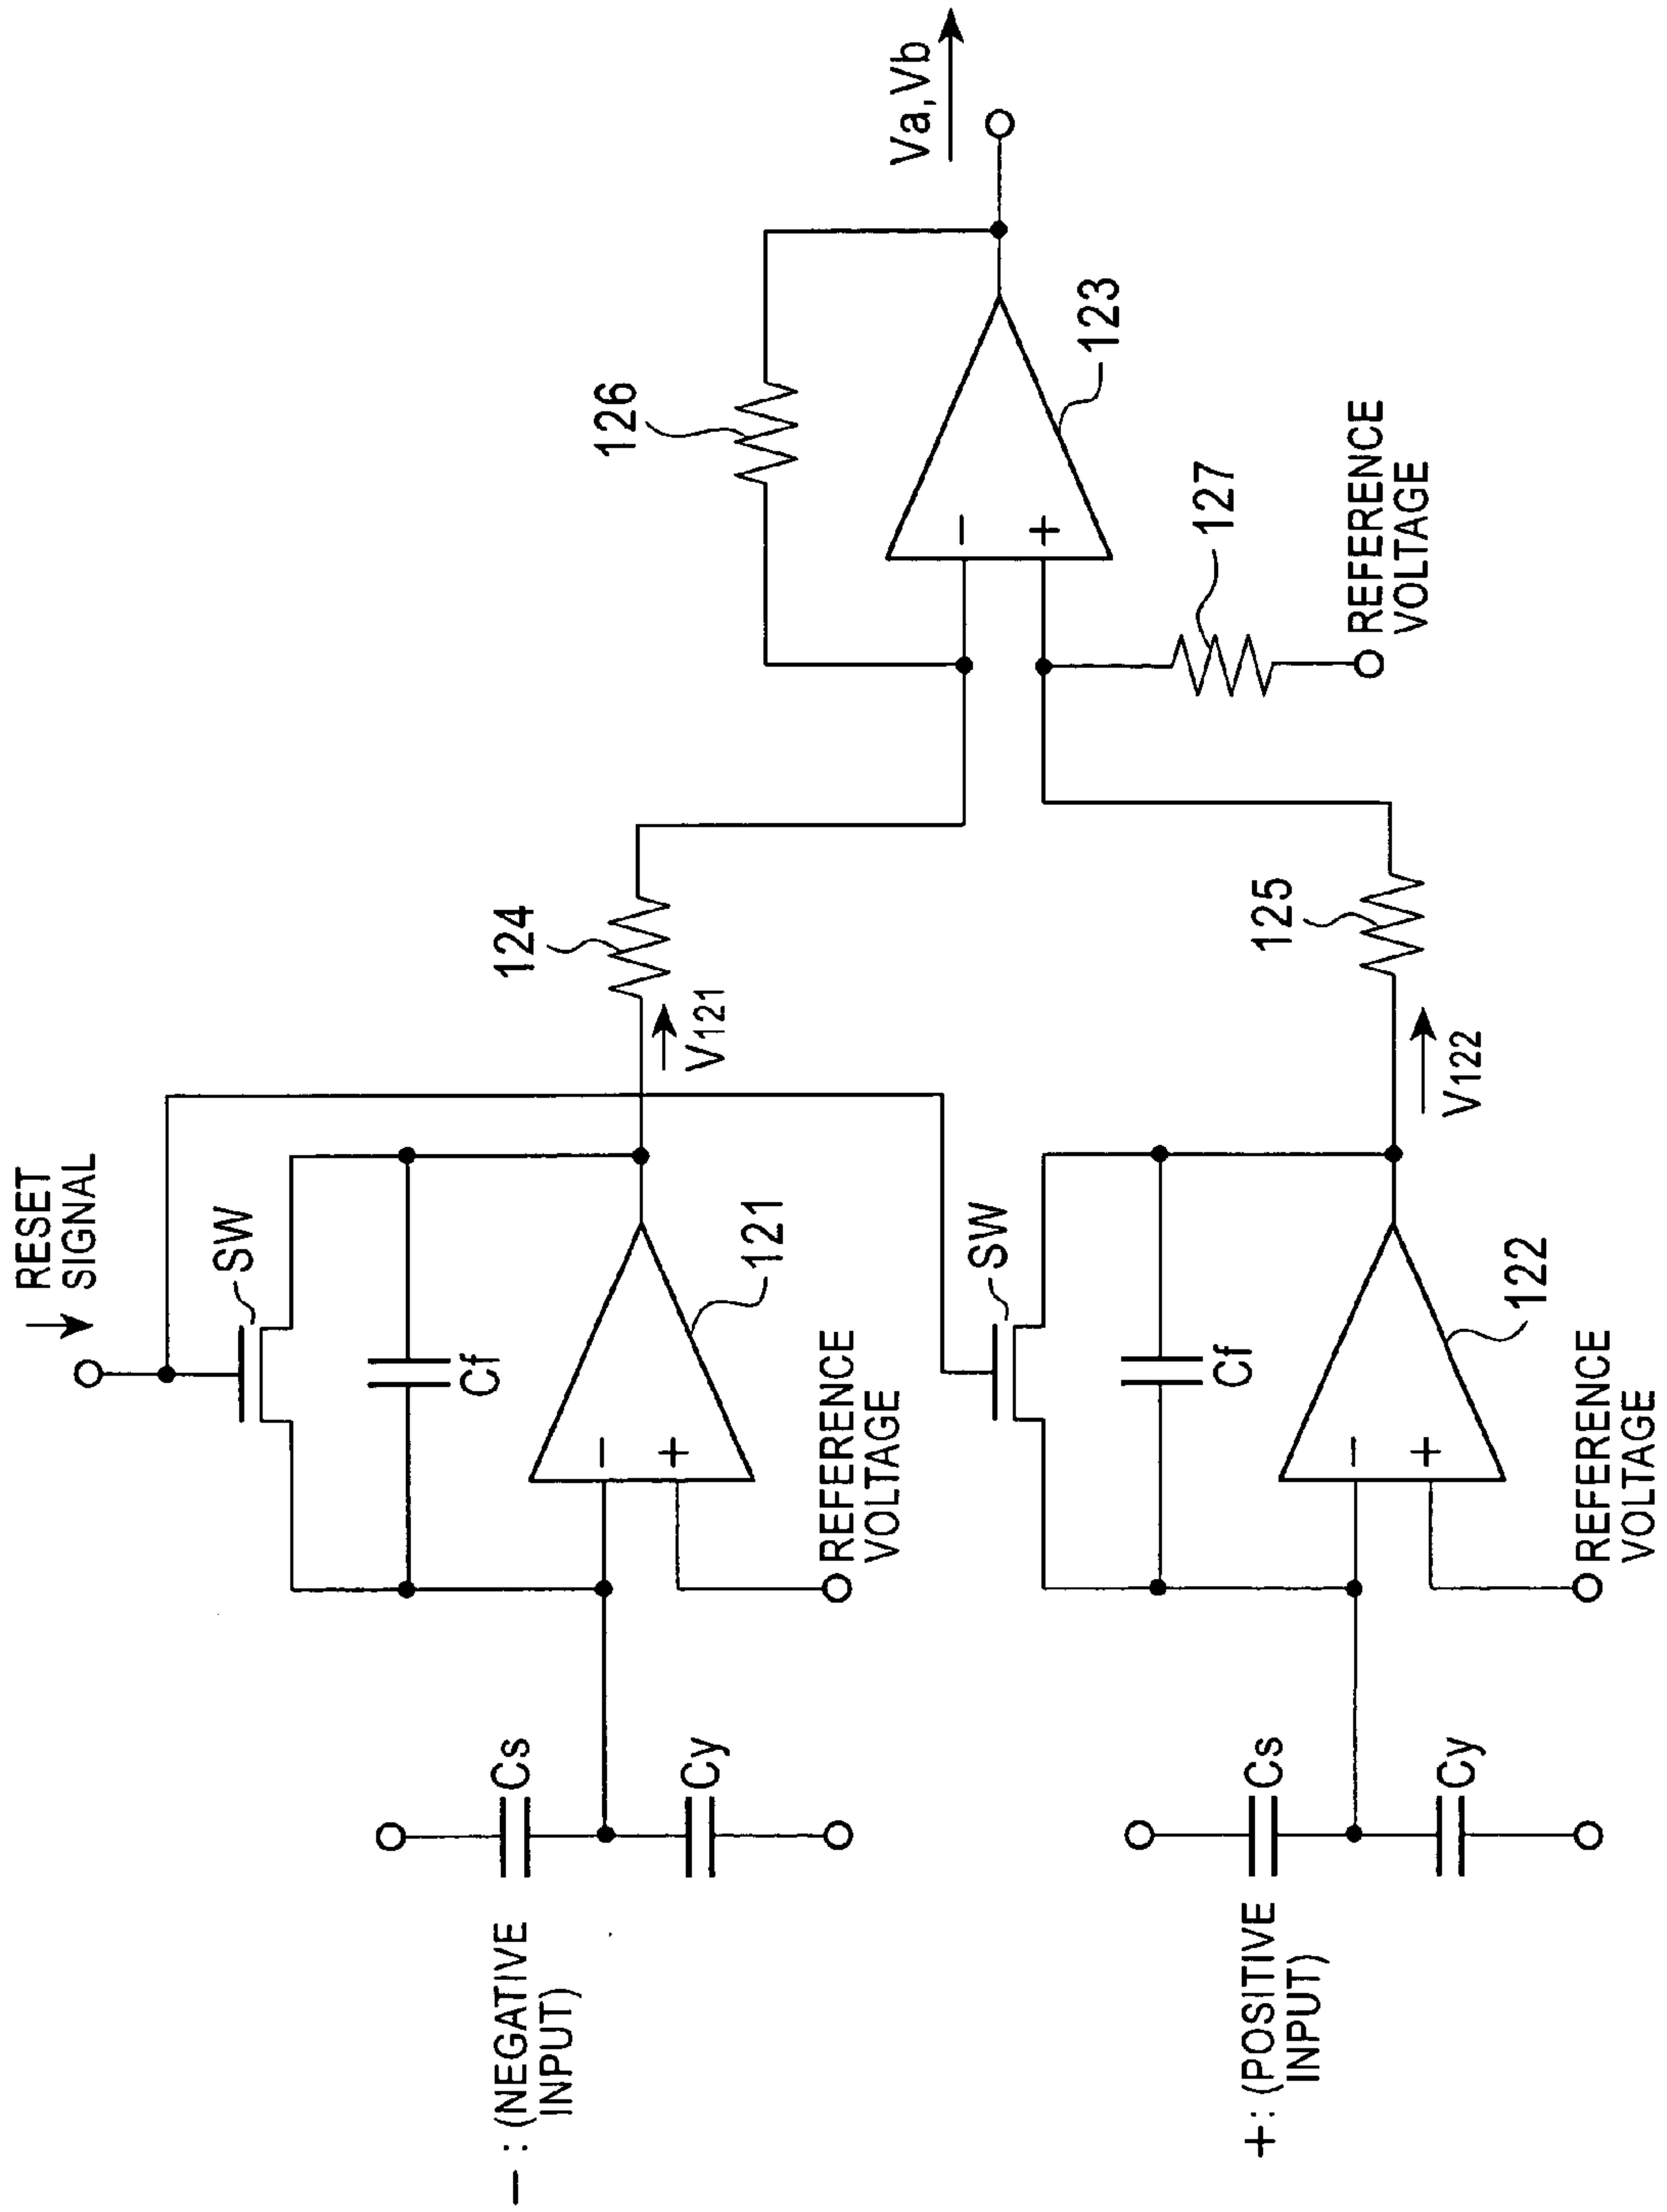 RESET
SIGNAL
SW
Cf
−
+
121
REFERENCE
VOLTAGE
− : (NEGATIVE
INPUT)
Cs
Cy
V121
124
126
−
+
123
Va,Vb
127
REFERENCE
VOLTAGE
SW
Cf
−
+
122
REFERENCE
VOLTAGE
+ : (POSITIVE
INPUT)
Cs
Cy
V122
125